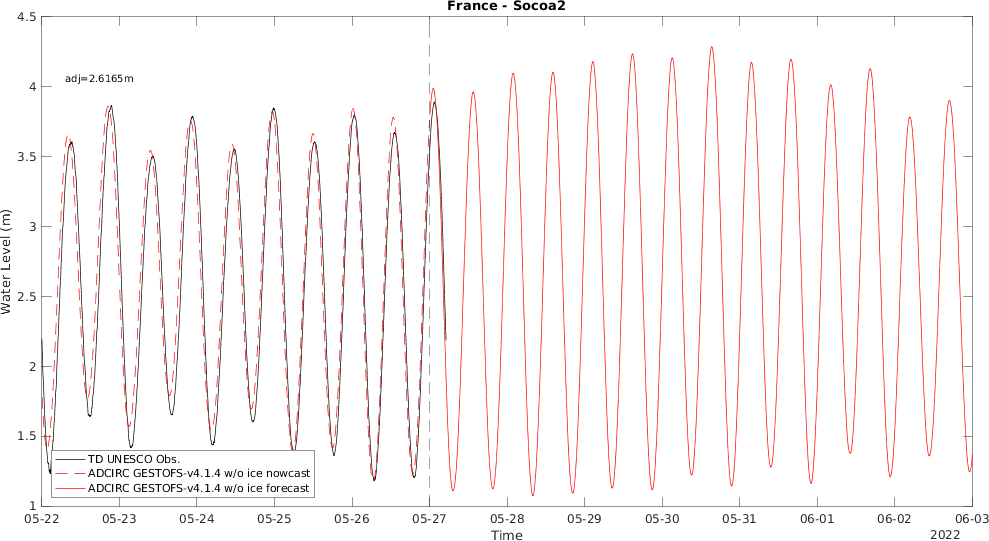 France - Socoa2
4.5
4
3.5
3
2.5
2
1.5
1
Water Level (m)
adj=2.6165m
TD UNESCO Obs.
ADCIRC GESTOFS-v4.1.4 w/o ice nowcast
ADCIRC GESTOFS-v4.1.4 w/o ice forecast
05-22 05-23 05-24 05-25 05-26 05-27 05-28 05-29 05-30 05-31 06-01 06-02 06-03
Time
2022